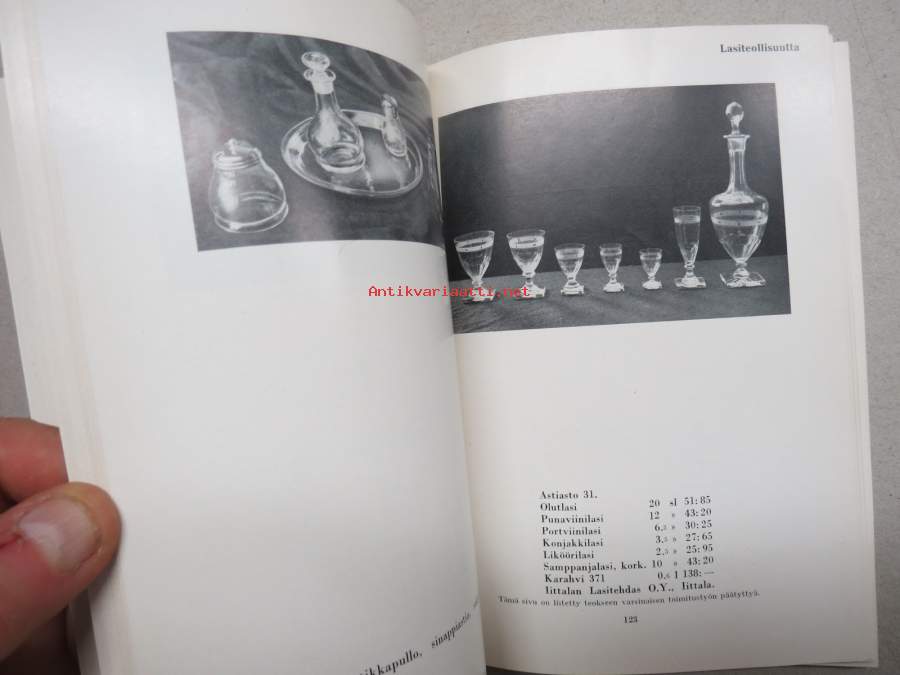 ikkapullo, sinappiastia,
Lasiteollisuutta
Antikvariaatti.net
Astiasto 31.
Olutlasi 20 sl 51: 85
Punaviinilasi 12 » 43: 20
Portviinilasi 6,5 » 30: 25
Konjakkilasi 3,5 » 27: 65
Liköörilasi 2,5 » 25: 95
Samppanjalasi, kork. 10 » 43: 20
Karahvi 371 0,6 l 138: —
Iittalan Lasitehdas O.Y., Iittala.
Tämä sivu on liitetty teokseen varsinaisen toimitustyön päätyttyä.
123